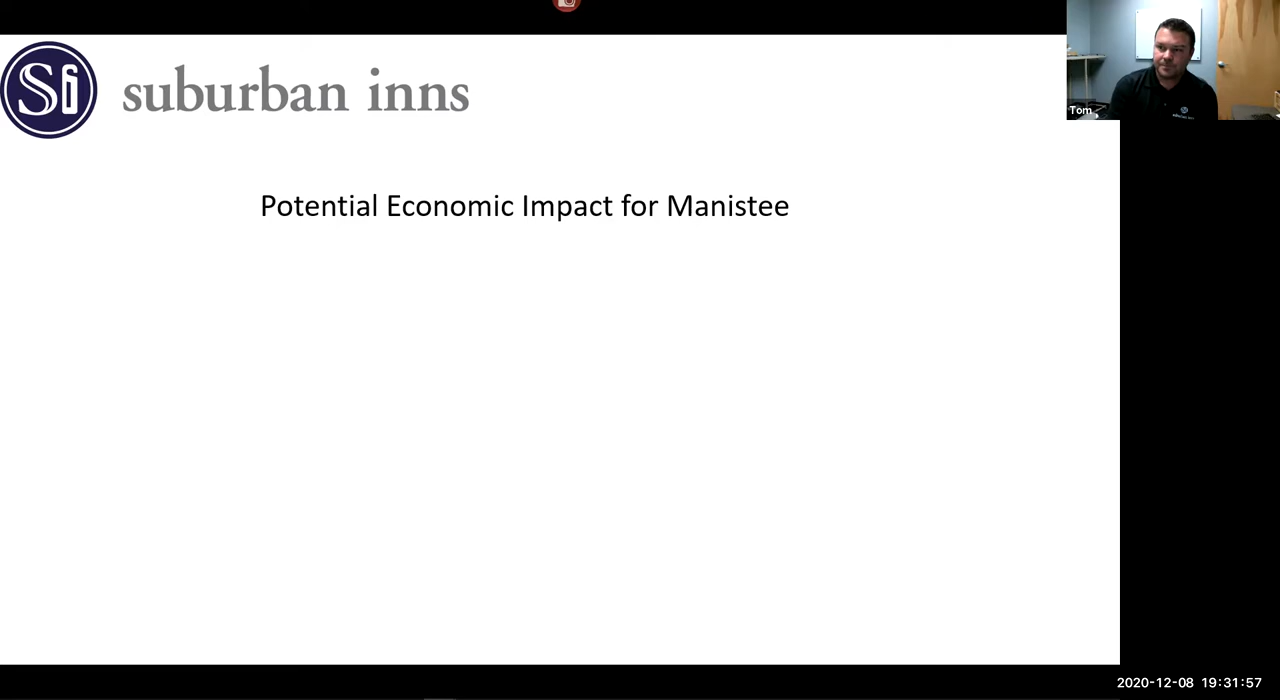 Si
suburban inns
Tom
Potential Economic Impact for Manistee
2020-12-08 19:31:57